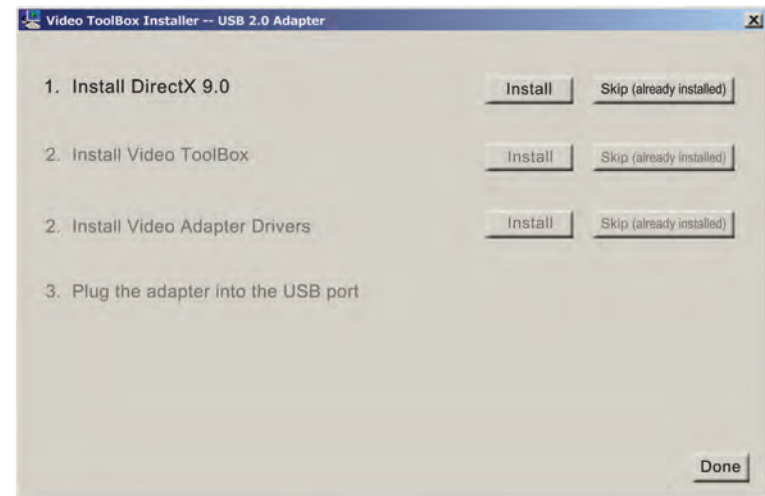 Video ToolBox Installer -- USB 2.0 Adapter
1. Install DirectX 9.0 Install Skip (already installed)
2. Install Video ToolBox Install Skip (already installed)
2. Install Video Adapter Drivers Install Skip (already installed)
3. Plug the adapter into the USB port
Done